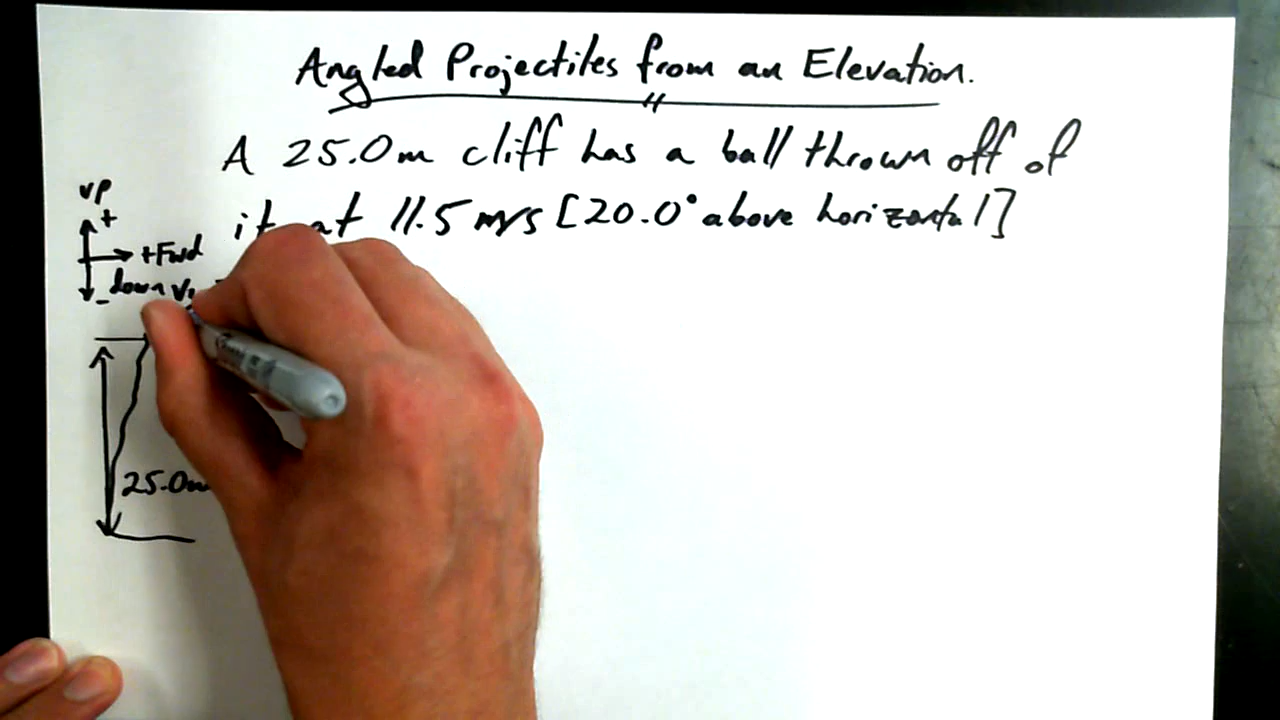 Angled Projectiles from an Elevation.
A 25.0m cliff has a ball thrown off of
it at 11.5 m/s [20.0° above horizontal]
up
+
+Fwd
- down
25.0m